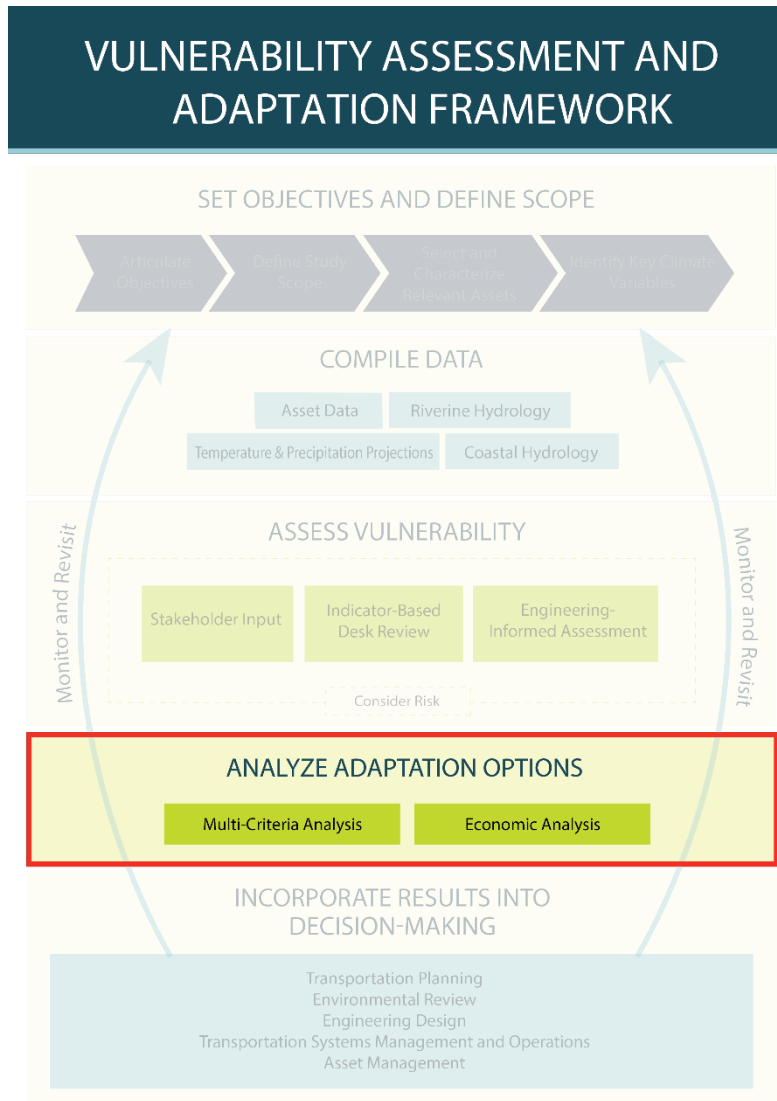 VULNERABILITY ASSESSMENT AND
ADAPTATION FRAMEWORK
SET OBJECTIVES AND DEFINE SCOPE
Articulate
Objectives
Define Study
Scope
Select and
Characterize
Relevant Assets
Identify Key Climate
Variables
COMPILE DATA
Asset Data
Riverine Hydrology
Temperature & Precipitation Projections
Coastal Hydrology
ASSESS VULNERABILITY
Stakeholder Input
Indicator-Based
Desk Review
Engineering-
Informed Assessment
Consider Risk
Monitor and Revisit
Monitor and Revisit
ANALYZE ADAPTATION OPTIONS
Multi-Criteria Analysis
Economic Analysis
INCORPORATE RESULTS INTO
DECISION-MAKING
Transportation Planning
Environmental Review
Engineering Design
Transportation Systems Management and Operations
Asset Management